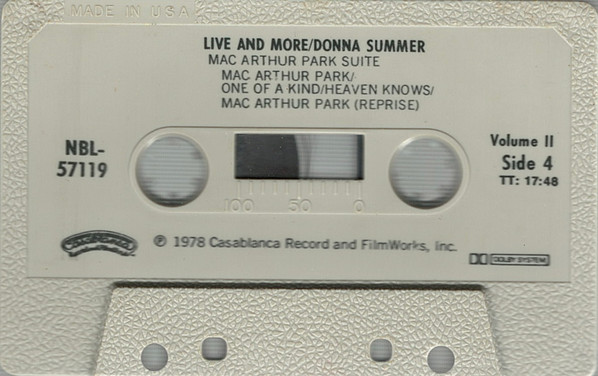 MADE IN U S A
LIVE AND MORE/DONNA SUMMER
MAC ARTHUR PARK SUITE
MAC ARTHUR PARK/
ONE OF A KIND/HEAVEN KNOWS/
MAC ARTHUR PARK (REPRISE)
NBL-
57119
Volume II
Side 4
TT: 17:48
100 50 0
Casablanca
℗ 1978 Casablanca Record and FilmWorks, Inc.
DOLBY SYSTEM